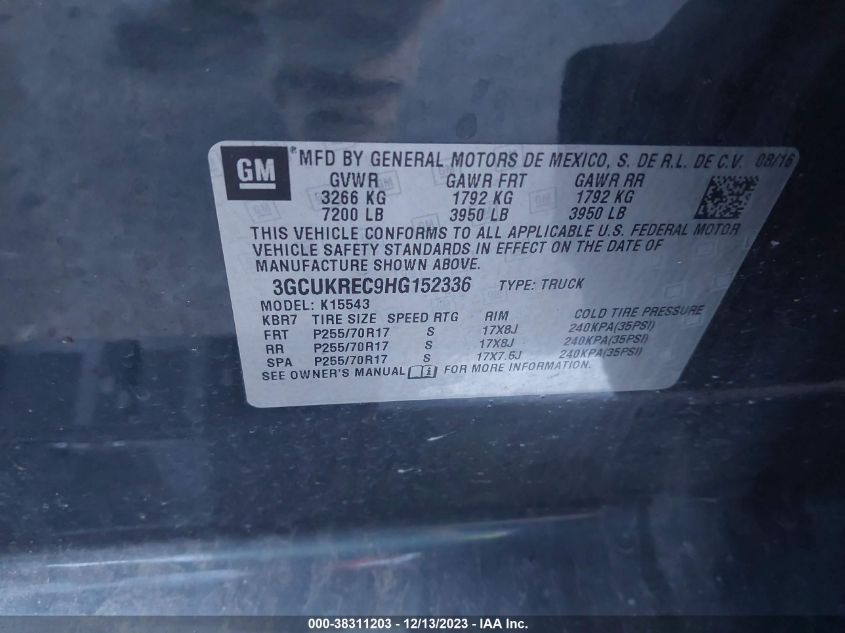 GM
*MFD BY GENERAL MOTORS DE MEXICO, S. DE R.L. DE C.V. 08/16
GVWR GAWR FRT GAWR RR
3266 KG 1792 KG 1792 KG
7200 LB 3950 LB 3950 LB
THIS VEHICLE CONFORMS TO ALL APPLICABLE U.S. FEDERAL MOTOR
VEHICLE SAFETY STANDARDS IN EFFECT ON THE DATE OF
MANUFACTURE SHOWN ABOVE.
3GCUKREC9HG152336 TYPE: TRUCK
MODEL: K15543
KBR7 TIRE SIZE SPEED RTG RIM COLD TIRE PRESSURE
FRT P255/70R17 S 17X8J 240KPA(35PSI)
RR P255/70R17 S 17X8J 240KPA(35PSI)
SPA P255/70R17 S 17X7.5J 240KPA(35PSI)
SEE OWNER'S MANUAL FOR MORE INFORMATION.
000-38311203 - 12/13/2023 - IAA Inc.